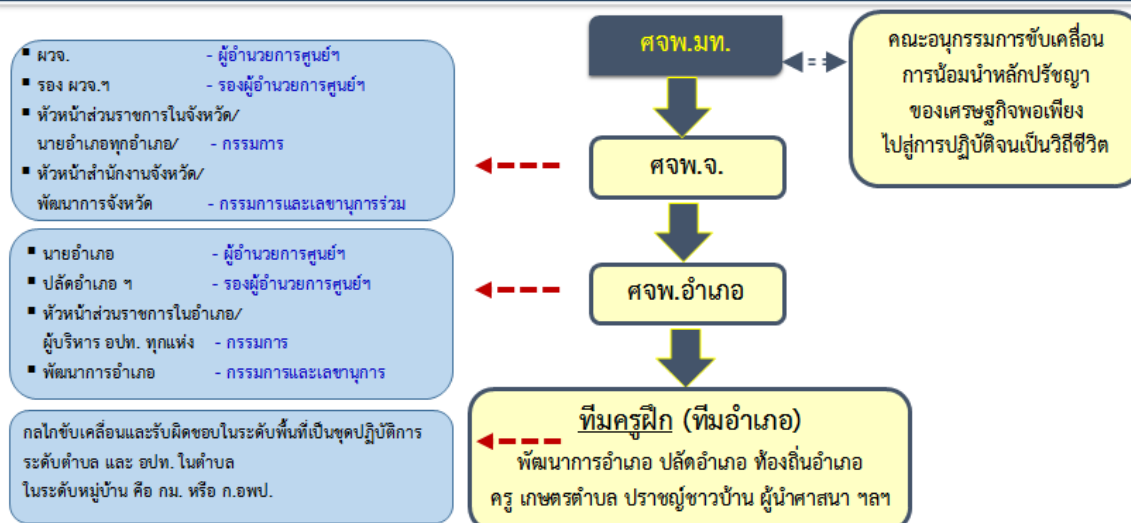 ศจพ.มท.
คณะอนุกรรมการขับเคลื่อน
การน้อมนำหลักปรัชญา
ของเศรษฐกิจพอเพียง
ไปสู่การปฏิบัติจนเป็นวิถีชีวิต
▪ ผวจ. - ผู้อำนวยการศูนย์ฯ
▪ รอง ผวจ.ฯ - รองผู้อำนวยการศูนย์ฯ
▪ หัวหน้าส่วนราชการในจังหวัด/
นายอำเภอทุกอำเภอ/ - กรรมการ
▪ หัวหน้าสำนักงานจังหวัด/
พัฒนาการจังหวัด - กรรมการและเลขานุการร่วม
ศจพ.จ.
▪ นายอำเภอ - ผู้อำนวยการศูนย์ฯ
▪ ปลัดอำเภอ ฯ - รองผู้อำนวยการศูนย์ฯ
▪ หัวหน้าส่วนราชการในอำเภอ/
ผู้บริหาร อปท. ทุกแห่ง - กรรมการ
▪ พัฒนาการอำเภอ - กรรมการและเลขานุการ
ศจพ.อำเภอ
กลไกขับเคลื่อนและรับผิดชอบในระดับพื้นที่เป็นชุดปฏิบัติการ
ระดับตำบล และ อปท. ในตำบล
ในระดับหมู่บ้าน คือ กม. หรือ ก.อพป.
ทีมครูฝึก (ทีมอำเภอ)
พัฒนาการอำเภอ ปลัดอำเภอ ท้องถิ่นอำเภอ
ครู เกษตรตำบล ปราชญ์ชาวบ้าน ผู้นำศาสนา ฯลฯ